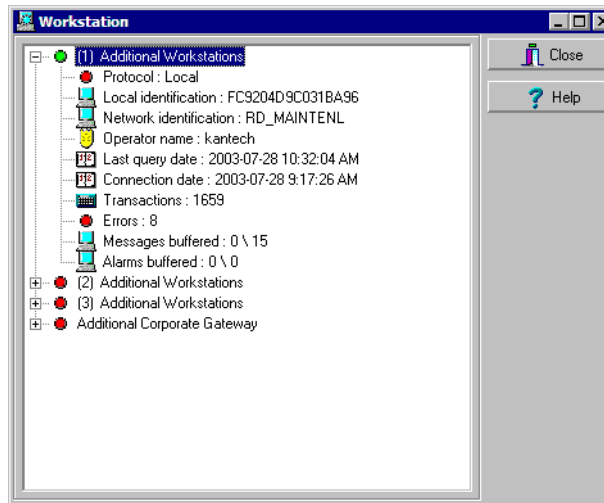 Workstation
(1) Additional Workstations
Protocol : Local
Local identification : FC9204D9C031BA96
Network identification : RD_MAINTENL
Operator name : kantech
Last query date : 2003-07-28 10:32:04 AM
Connection date : 2003-07-28 9:17:26 AM
Transactions : 1659
Errors : 8
Messages buffered : 0 \ 15
Alarms buffered : 0 \ 0
(2) Additional Workstations
(3) Additional Workstations
Additional Corporate Gateway
Close
Help